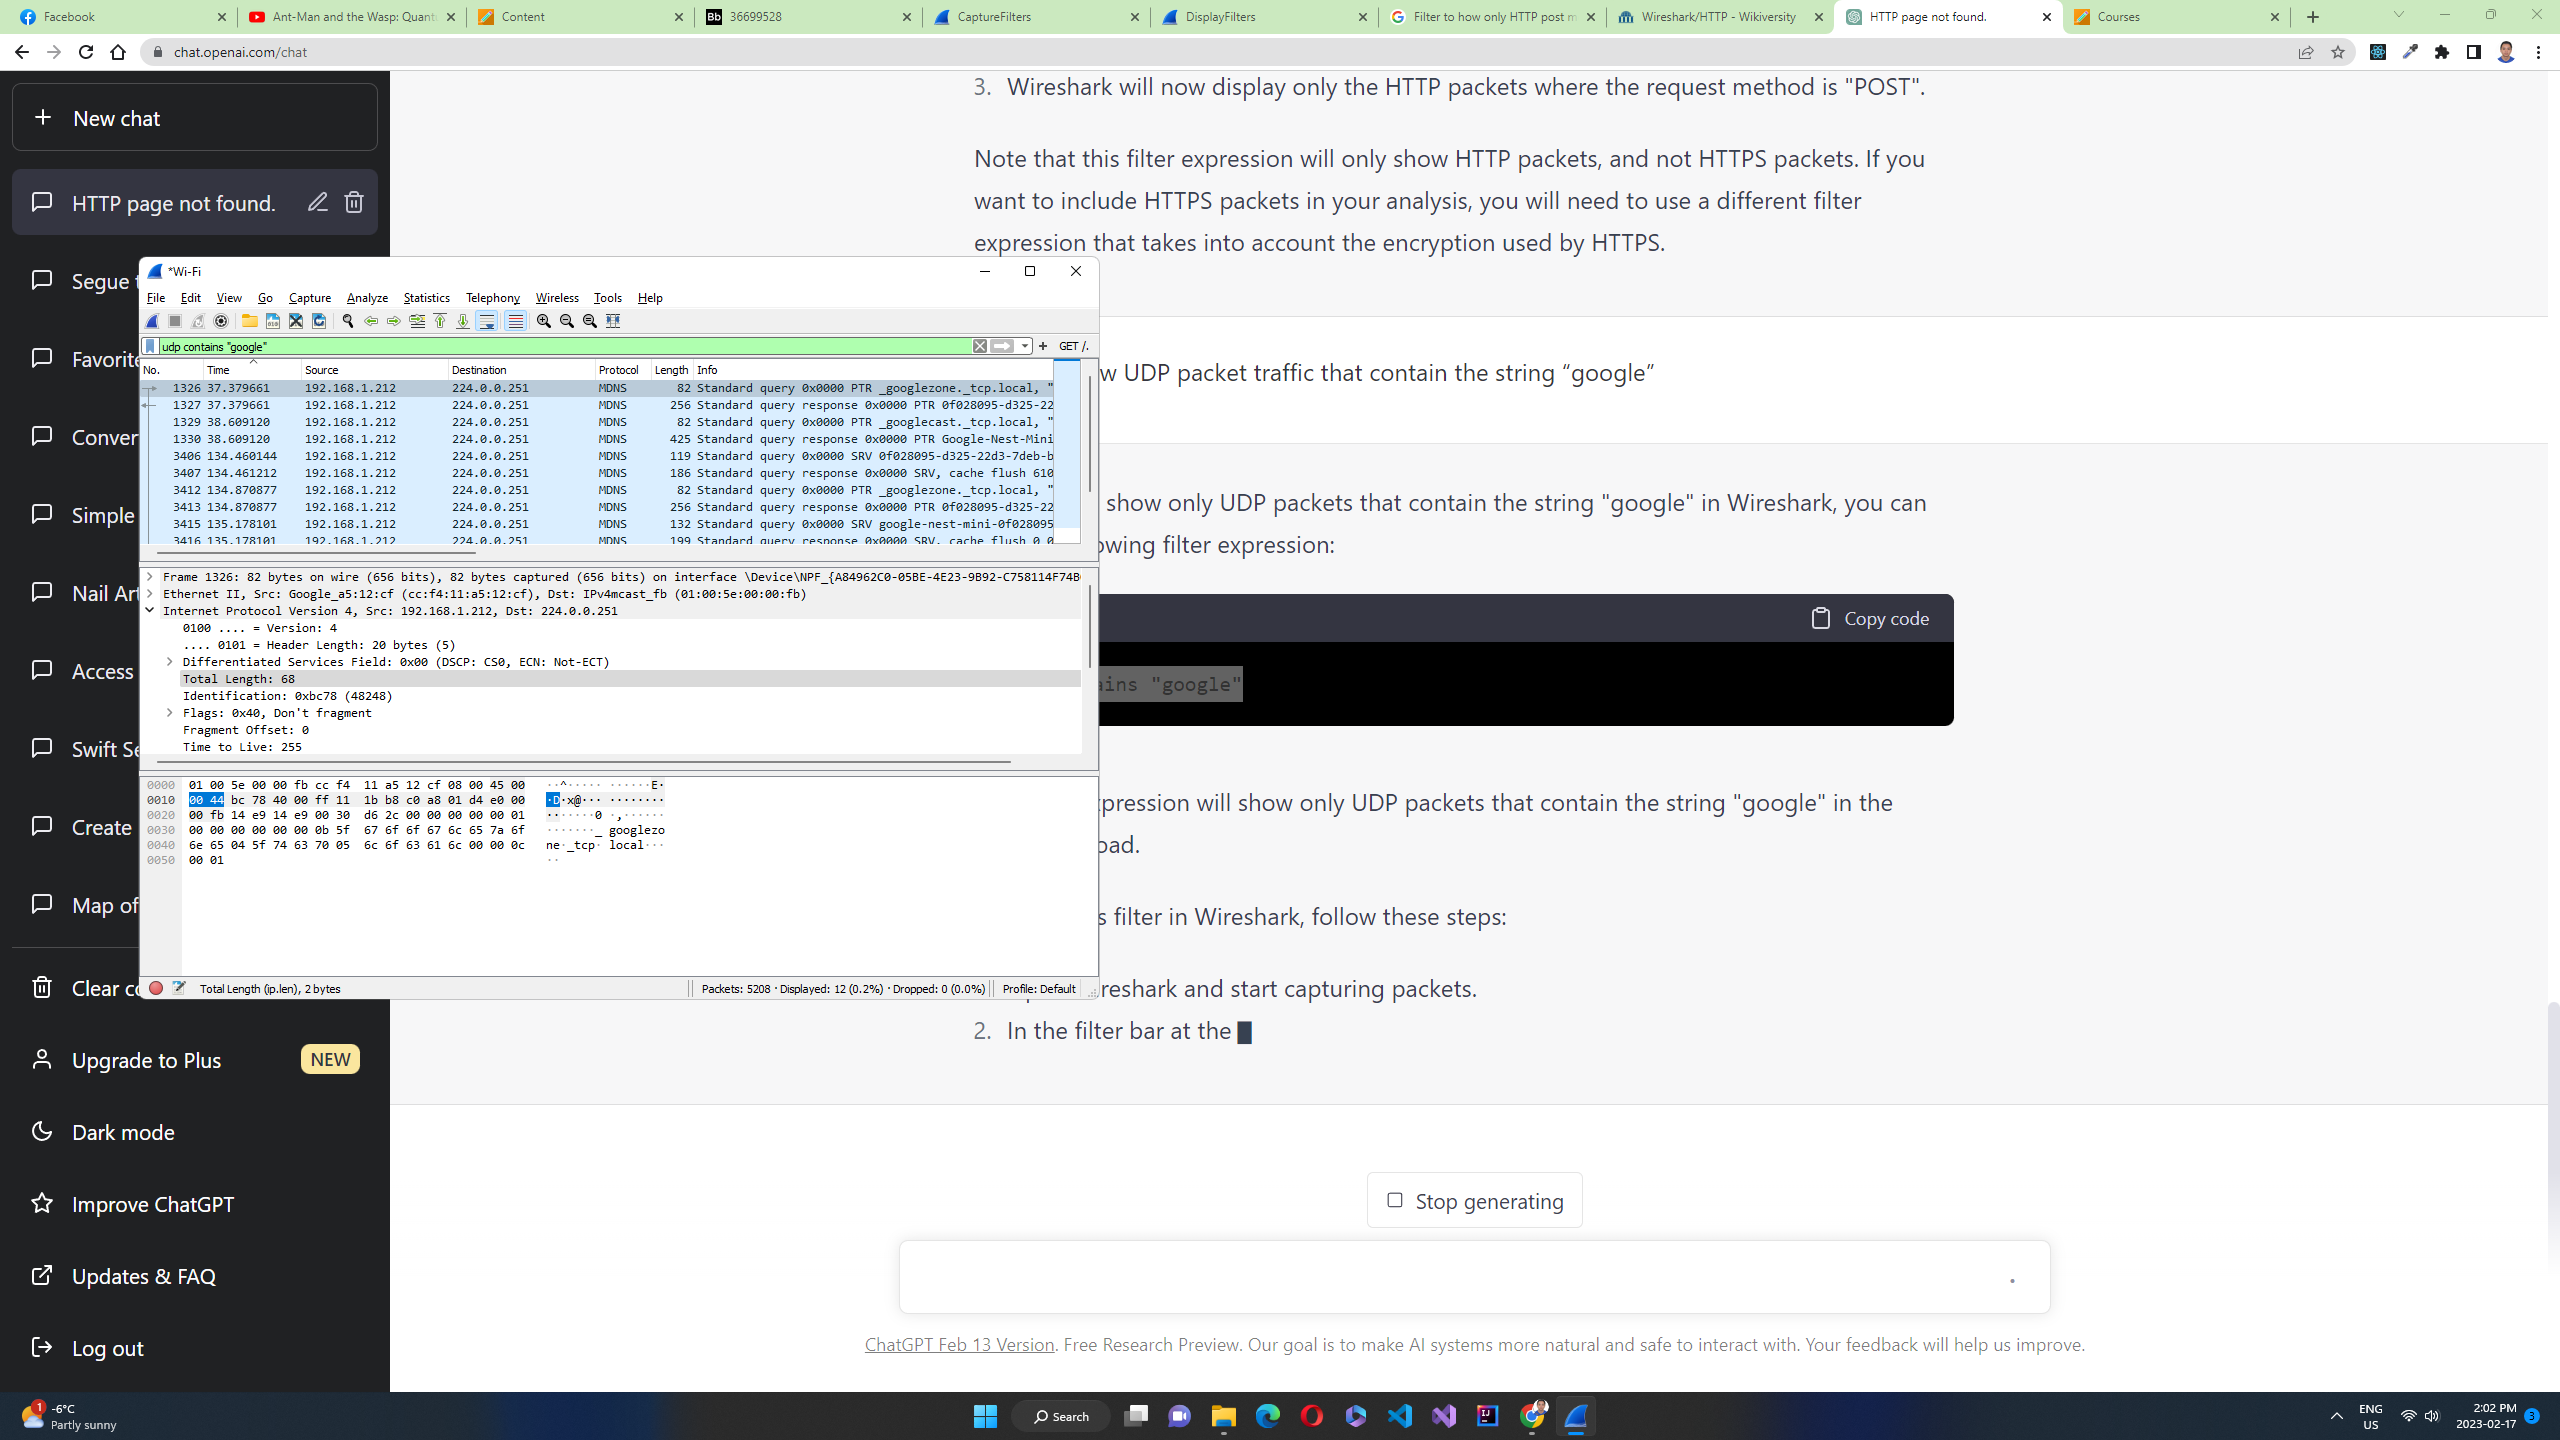 Facebook
Ant-Man and the Wasp: Quant
Content
Bb 36699528
CaptureFilters
DisplayFilters
Filter to how only HTTP post m
Wireshark/HTTP - Wikiversity
HTTP page not found.
Courses
chat.openai.com/chat
New chat
HTTP page not found.
Segue t
Favorite
Conver
Simple
Nail Art
Access
Swift Se
Create
Map of
Clear co
Upgrade to Plus NEW
Dark mode
Improve ChatGPT
Updates & FAQ
Log out
3. Wireshark will now display only the HTTP packets where the request method is "POST".
Note that this filter expression will only show HTTP packets, and not HTTPS packets. If you
want to include HTTPS packets in your analysis, you will need to use a different filter
expression that takes into account the encryption used by HTTPS.
w UDP packet traffic that contain the string “google”
show only UDP packets that contain the string "google" in Wireshark, you can
owing filter expression:
Copy code
ains "google"
xpression will show only UDP packets that contain the string "google" in the
oad.
s filter in Wireshark, follow these steps:
reshark and start capturing packets.
2. In the filter bar at the
Stop generating
ChatGPT Feb 13 Version. Free Research Preview. Our goal is to make AI systems more natural and safe to interact with. Your feedback will help us improve.
*Wi-Fi
File Edit View Go Capture Analyze Statistics Telephony Wireless Tools Help
udp contains "google"
+ GET /.
No. Time Source Destination Protocol Length Info
1326 37.379661 192.168.1.212 224.0.0.251 MDNS 82 Standard query 0x0000 PTR _googlezone._tcp.local, "
1327 37.379661 192.168.1.212 224.0.0.251 MDNS 256 Standard query response 0x0000 PTR 0f028095-d325-22
1329 38.609120 192.168.1.212 224.0.0.251 MDNS 82 Standard query 0x0000 PTR _googlecast._tcp.local, "
1330 38.609120 192.168.1.212 224.0.0.251 MDNS 425 Standard query response 0x0000 PTR Google-Nest-Mini
3406 134.460144 192.168.1.212 224.0.0.251 MDNS 119 Standard query 0x0000 SRV 0f028095-d325-22d3-7deb-b
3407 134.461212 192.168.1.212 224.0.0.251 MDNS 186 Standard query response 0x0000 SRV, cache flush 610
3412 134.870877 192.168.1.212 224.0.0.251 MDNS 82 Standard query 0x0000 PTR _googlezone._tcp.local, "
3413 134.870877 192.168.1.212 224.0.0.251 MDNS 256 Standard query response 0x0000 PTR 0f028095-d325-22
3415 135.178101 192.168.1.212 224.0.0.251 MDNS 132 Standard query 0x0000 SRV google-nest-mini-0f028095
3416 135.178101 192.168.1.212 224.0.0.251 MDNS 199 Standard query response 0x0000 SRV, cache flush 0 0
Frame 1326: 82 bytes on wire (656 bits), 82 bytes captured (656 bits) on interface \Device\NPF_{A84962C0-05BE-4E23-9B92-C758114F74B
Ethernet II, Src: Google_a5:12:cf (cc:f4:11:a5:12:cf), Dst: IPv4mcast_fb (01:00:5e:00:00:fb)
Internet Protocol Version 4, Src: 192.168.1.212, Dst: 224.0.0.251
0100 .... = Version: 4
.... 0101 = Header Length: 20 bytes (5)
Differentiated Services Field: 0x00 (DSCP: CS0, ECN: Not-ECT)
Total Length: 68
Identification: 0xbc78 (48248)
Flags: 0x40, Don't fragment
Fragment Offset: 0
Time to Live: 255
0000 01 00 5e 00 00 fb cc f4 11 a5 12 cf 08 00 45 00 ··^····· ······E·
0010 00 44 bc 78 40 00 ff 11 1b b8 c0 a8 01 d4 e0 00 ·D·x@··· ········
0020 00 fb 14 e9 14 e9 00 30 d6 2c 00 00 00 00 00 01 ·······0 ·,······
0030 00 00 00 00 00 00 0b 5f 67 6f 6f 67 6c 65 7a 6f ·······_ googlezo
0040 6e 65 04 5f 74 63 70 05 6c 6f 63 61 6c 00 00 0c ne·_tcp· local···
0050 00 01 ··
Total Length (ip.len), 2 bytes
Packets: 5208 · Displayed: 12 (0.2%) · Dropped: 0 (0.0%)
Profile: Default
1
-6°C
Partly sunny
Search
ENG
US
2:02 PM
2023-02-17
3